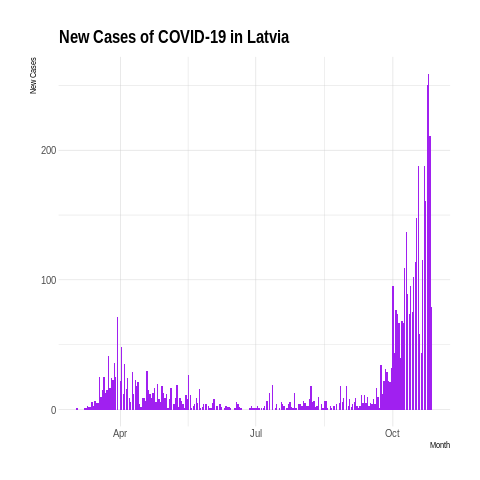 New Cases of COVID-19 in Latvia
New Cases
200
100
0
Apr
Jul
Oct
Month